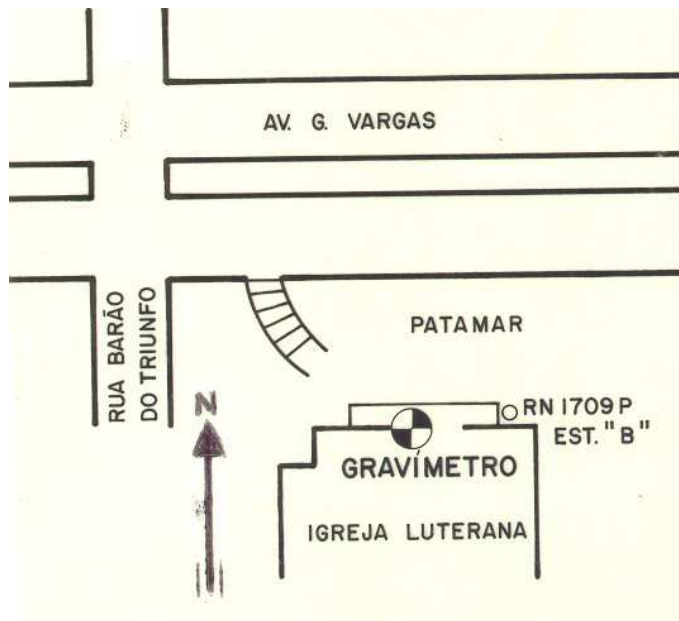 AV. G. VARGAS
RUA BARÃO
DO TRIUNFO
PATAMAR
N
RN 1709 P
EST. "B"
GRAVÍMETRO
IGREJA LUTERANA